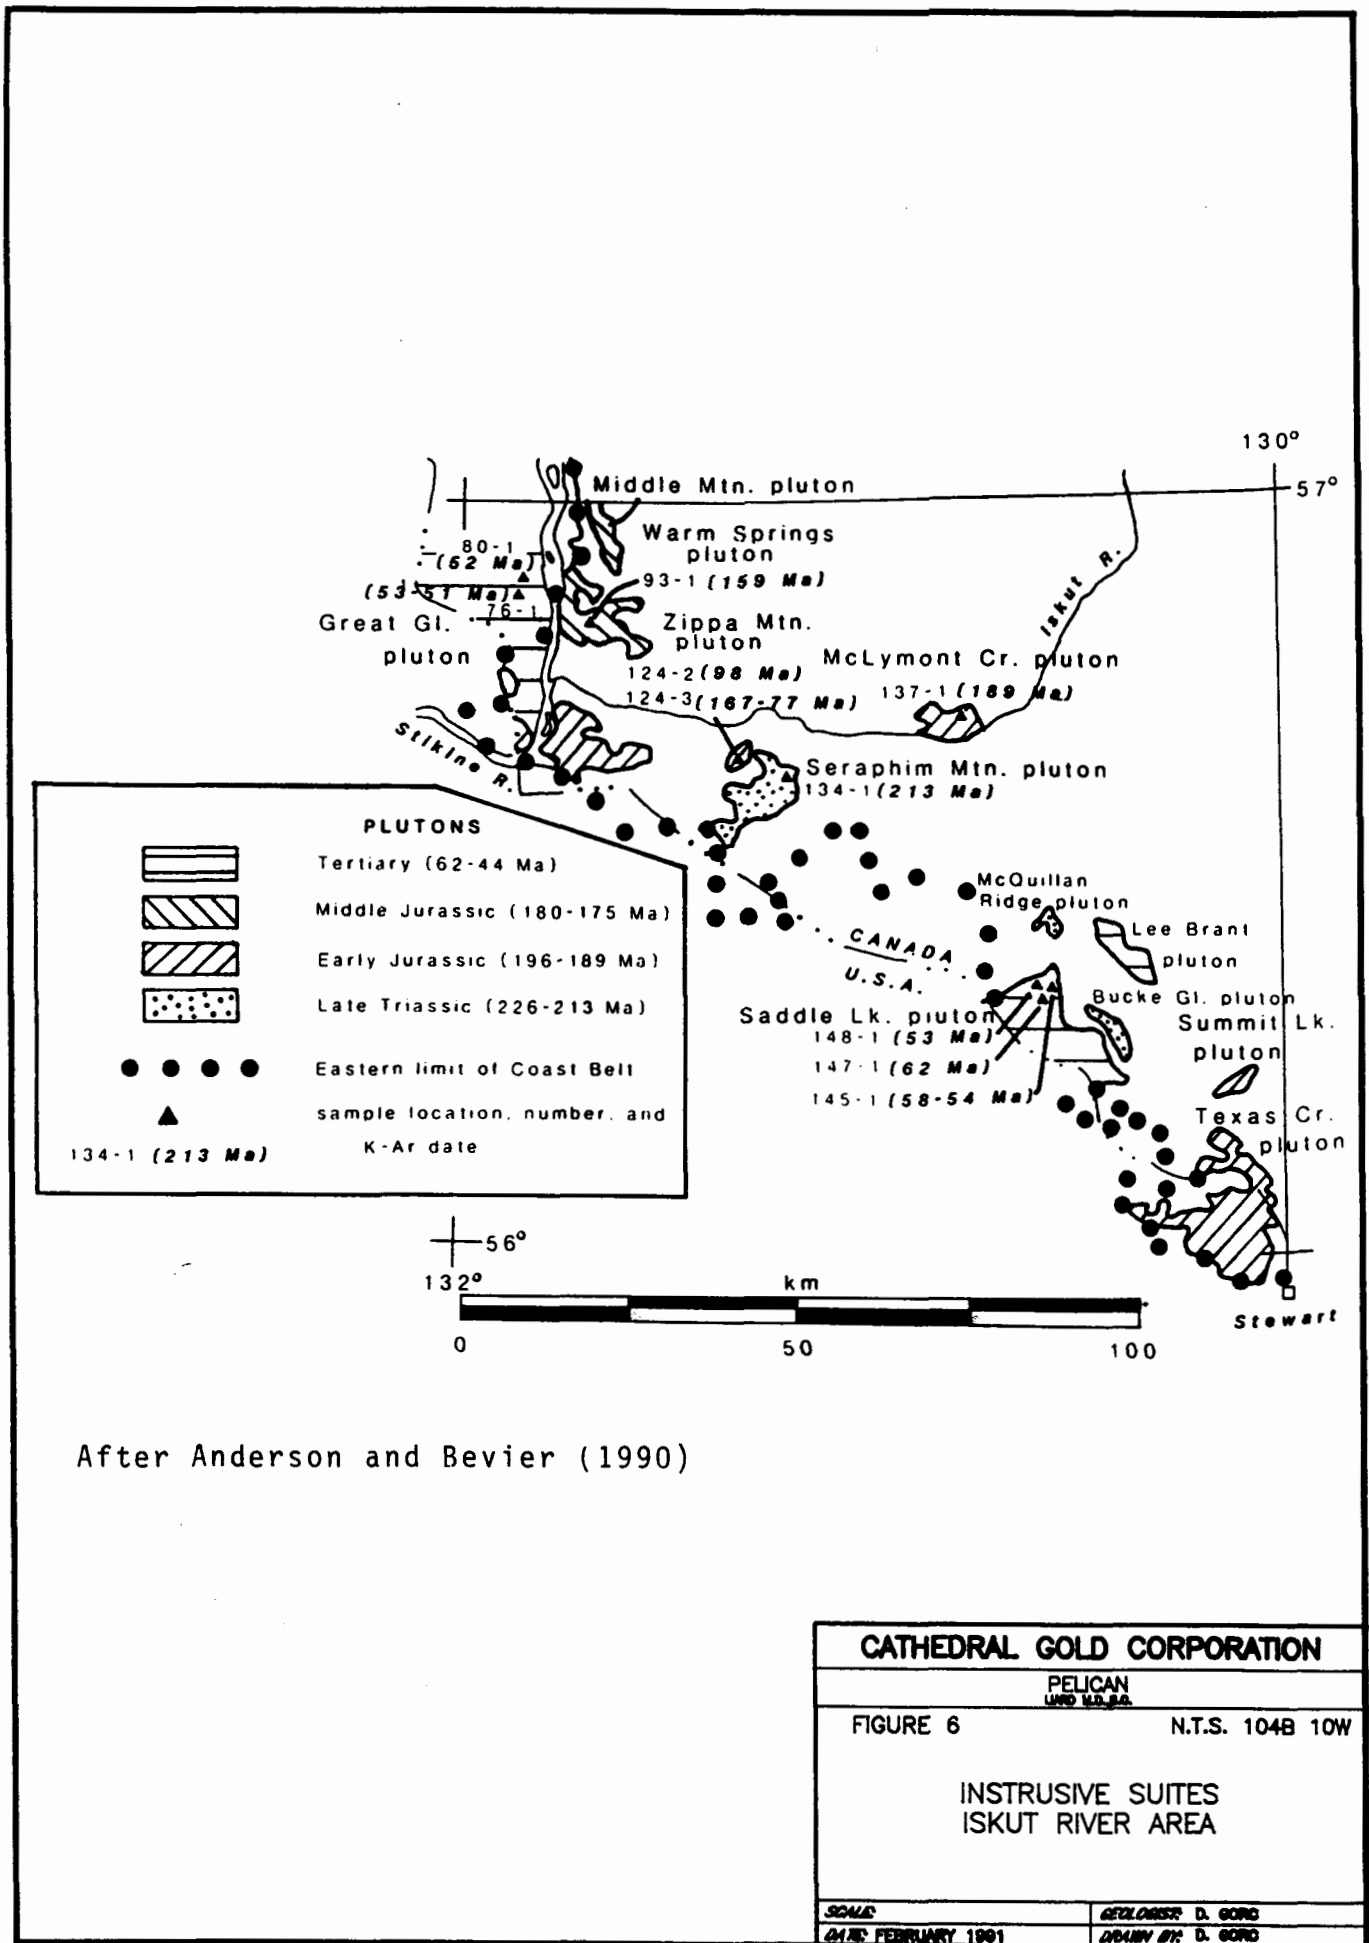 130°
57°
Middle Mtn. pluton
Warm Springs
pluton
80-1
(52 Ma)
93-1 (159 Ma)
(53-51 Ma)
76-1
Great Gl.
pluton
Zippa Mtn.
pluton
Iskut R.
McLymont Cr. pluton
124-2 (98 Ma)
124-3 (167-77 Ma)
137-1 (189 Ma)
Stikine R.
Seraphim Mtn. pluton
134-1 (213 Ma)
PLUTONS
Tertiary (62-44 Ma)
Middle Jurassic (180-175 Ma)
Early Jurassic (196-189 Ma)
Late Triassic (226-213 Ma)
Eastern limit of Coast Belt
sample location, number, and
134-1 (213 Ma)
K-Ar date
McQuillan
Ridge pluton
Lee Brant
pluton
CANADA
U.S.A.
Bucke Gl. pluton
Saddle Lk. pluton
Summit Lk.
pluton
148-1 (53 Ma)
147-1 (62 Ma)
145-1 (58-54 Ma)
Texas Cr.
pluton
56°
132°
km
0
50
100
Stewart
After Anderson and Bevier (1990)
CATHEDRAL GOLD CORPORATION
PELICAN
LIARD M.D., B.C.
FIGURE 6
N.T.S. 104B 10W
INSTRUSIVE SUITES
ISKUT RIVER AREA
SCALE:
GEOLOGIST: D. GORC
DATE: FEBRUARY 1991
DRAWN BY: D. GORC